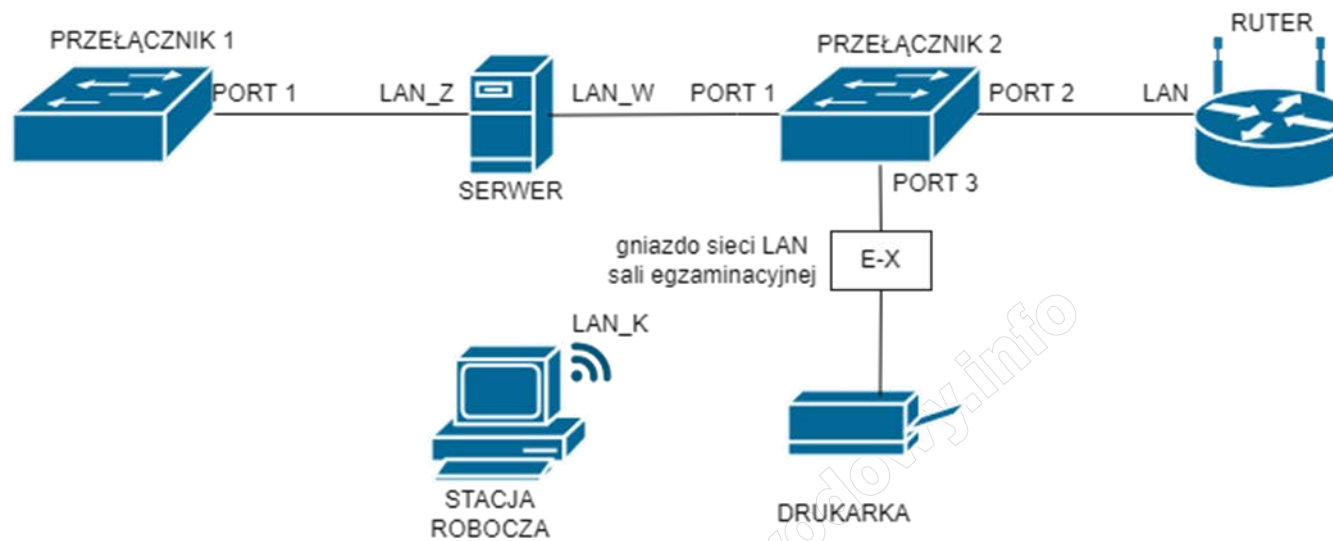 PRZEŁĄCZNIK 1
PORT 1
LAN_Z
SERWER
LAN_W
PORT 1
PRZEŁĄCZNIK 2
PORT 2
LAN
RUTER
PORT 3
gniazdo sieci LAN
sali egzaminacyjnej
E-X
LAN_K
STACJA
ROBOCZA
DRUKARKA